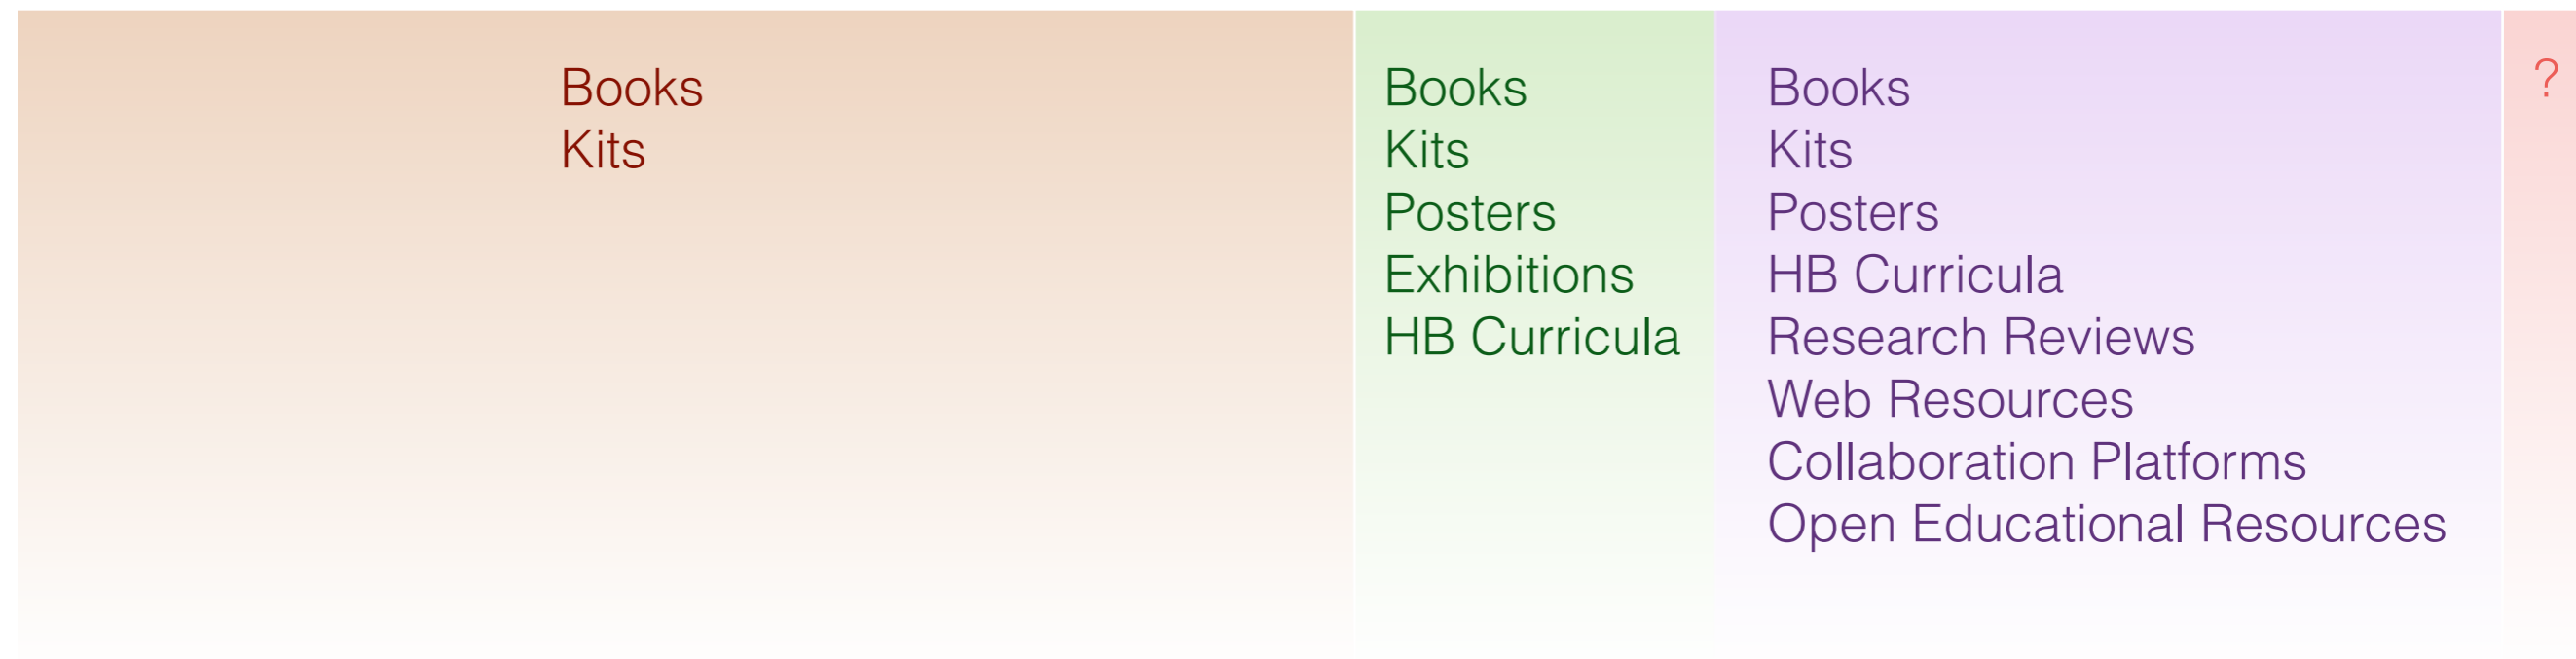 Books
Kits
Books
Kits
Posters
Exhibitions
HB Curricula
Books
Kits
Posters
HB Curricula
Research Reviews
Web Resources
Collaboration Platforms
Open Educational Resources
?